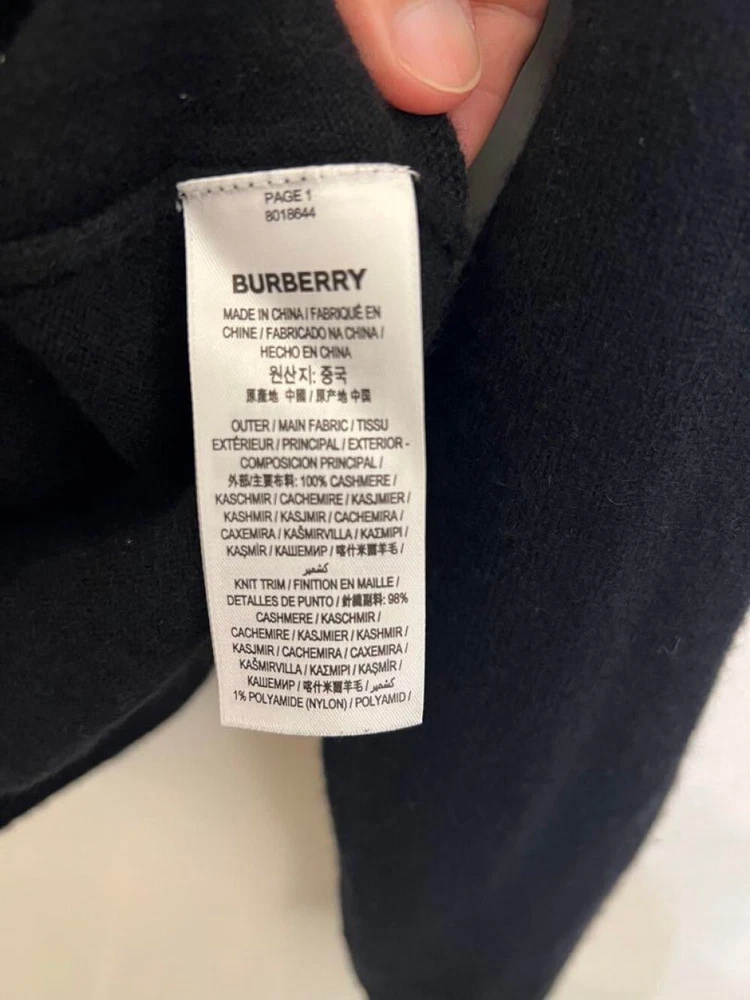 PAGE 1
8018644
BURBERRY
MADE IN CHINA / FABRIQUÉ EN
CHINE / FABRICADO NA CHINA /
HECHO EN CHINA
원산지: 중국
原產地 中國 / 原产地 中国
OUTER / MAIN FABRIC / TISSU
EXTÉRIEUR / PRINCIPAL / EXTERIOR -
COMPOSICION PRINCIPAL /
外部/主要布料: 100% CASHMERE /
KASCHMIR / CACHEMIRE / KASJMIER /
KASHMIR / KASJMIR / CACHEMIRA /
CAXEMIRA / KAŠMIRVILLA / ΚΑΣΜΙΡΙ /
KAŞMİR / КАШЕМИР / 喀什米爾羊毛 /
كشمير
KNIT TRIM / FINITION EN MAILLE /
DETALLES DE PUNTO / 針織副料: 98%
CASHMERE / KASCHMIR /
CACHEMIRE / KASJMIER / KASHMIR /
KASJMIR / CACHEMIRA / CAXEMIRA /
KAŠMIRVILLA / ΚΑΣΜΙΡΙ / KAŞMİR /
КАШЕМИР / 喀什米爾羊毛 / كشمير
1% POLYAMIDE (NYLON) / POLYAMID /